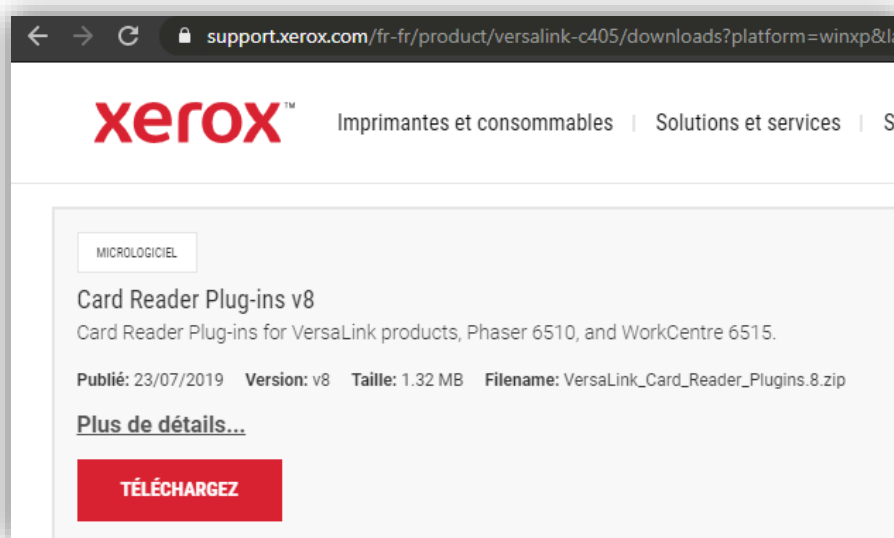 support.xerox.com/fr-fr/product/versalink-c405/downloads?platform=winxp&la
xerox™ Imprimantes et consommables | Solutions et services | S
MICROLOGICIEL
Card Reader Plug-ins v8
Card Reader Plug-ins for VersaLink products, Phaser 6510, and WorkCentre 6515.
Publié: 23/07/2019 Version: v8 Taille: 1.32 MB Filename: VersaLink_Card_Reader_Plugins.8.zip
Plus de détails...
TÉLÉCHARGEZ